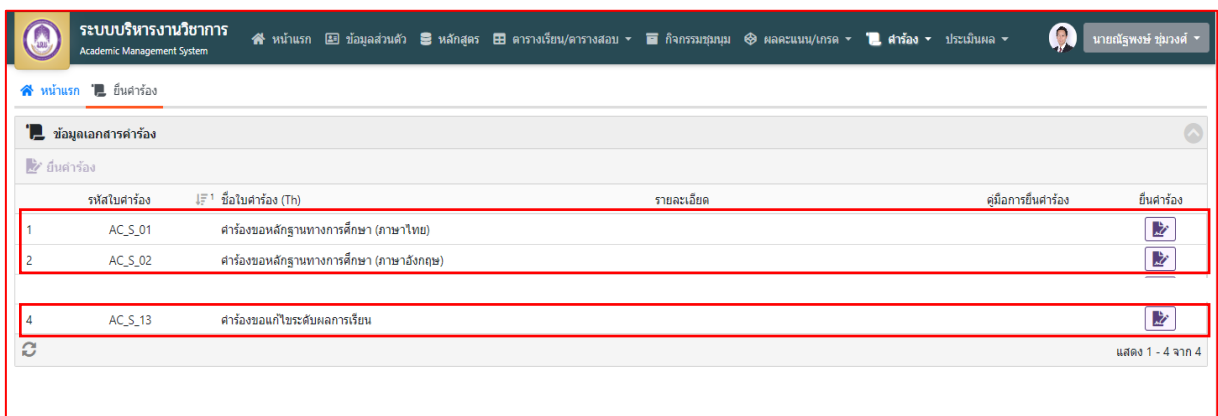 ระบบบริหารงานวิชาการ
Academic Management System
หน้าแรก ข้อมูลส่วนตัว หลักสูตร ตารางเรียน/ตารางสอบ กิจกรรมชุมนุม ผลคะแนน/เกรด คำร้อง ประเมินผล นายณัฐพงษ์ ชุ่มวงศ์
หน้าแรก ยื่นคำร้อง
ข้อมูลเอกสารคำร้อง
ยื่นคำร้อง
รหัสใบคำร้อง 1 ชื่อใบคำร้อง (Th) รายละเอียด คู่มือการยื่นคำร้อง ยื่นคำร้อง
1 AC_S_01 คำร้องขอหลักฐานทางการศึกษา (ภาษาไทย)
2 AC_S_02 คำร้องขอหลักฐานทางการศึกษา (ภาษาอังกฤษ)
4 AC_S_13 คำร้องขอแก้ไขระดับผลการเรียน
แสดง 1 - 4 จาก 4